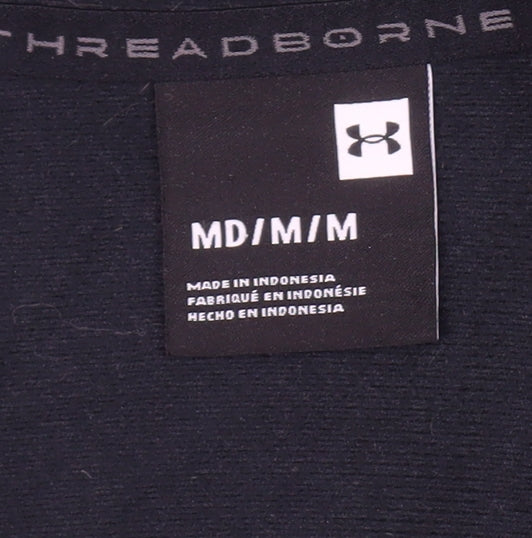 THREADBORNE
MD/M/M
MADE IN INDONESIA
FABRIQUÉ EN INDONÉSIE
HECHO EN INDONESIA